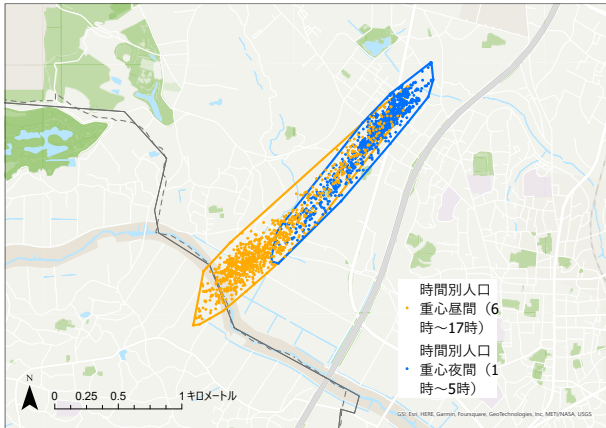 時間別人口
重心昼間（6
時～17時）
時間別人口
重心夜間（1
時～5時）
N
0 0.25 0.5 1 キロメートル
GSI, Esri, HERE, Garmin, Foursquare, GeoTechnologies, Inc, METI/NASA, USGS